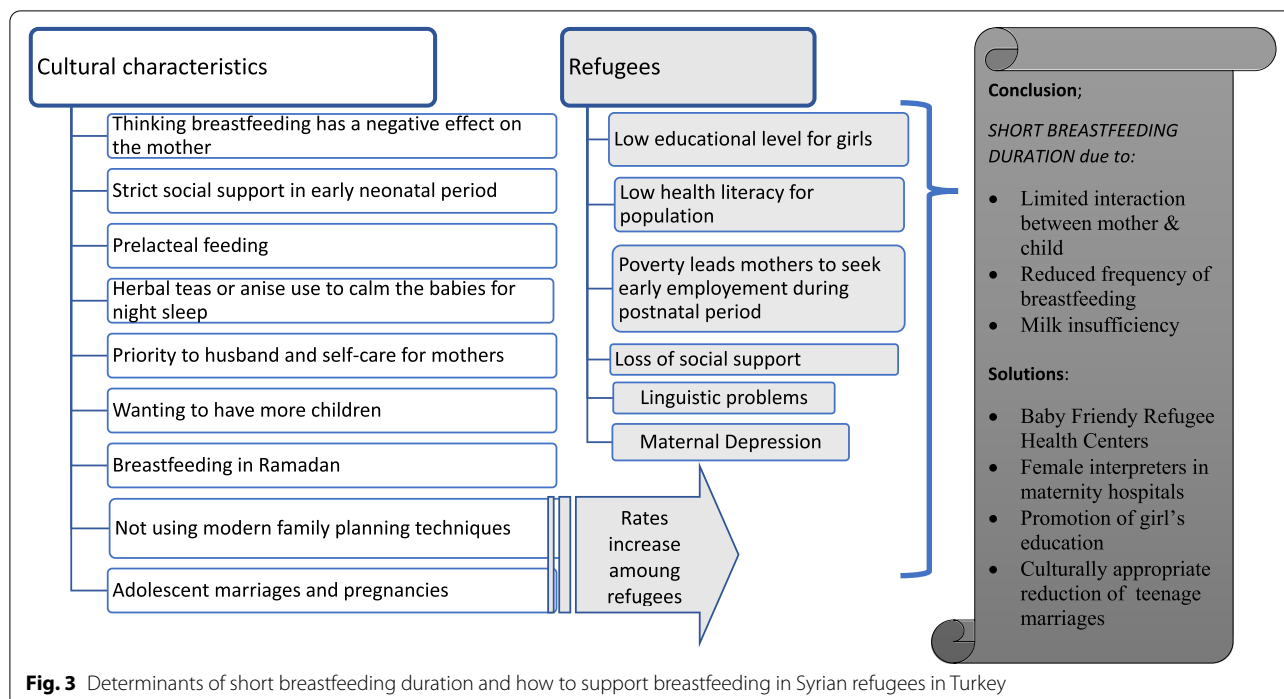 Cultural characteristics
Thinking breastfeeding has a negative effect on
the mother
Strict social support in early neonatal period
Prelacteal feeding
Herbal teas or anise use to calm the babies for
night sleep
Priority to husband and self-care for mothers
Wanting to have more children
Breastfeeding in Ramadan
Not using modern family planning techniques
Adolescent marriages and pregnancies
Refugees
Low educational level for girls
Low health literacy for
population
Poverty leads mothers to seek
early employement during
postnatal period
Loss of social support
Linguistic problems
Maternal Depression
Rates
increase
amoung
refugees
Conclusion;
SHORT BREASTFEEDING
DURATION due to:
• Limited interaction
between mother &
child
• Reduced frequency of
breastfeeding
• Milk insufficiency
Solutions:
• Baby Friendy Refugee
Health Centers
• Female interpreters in
maternity hospitals
• Promotion of girl's
education
• Culturally appropriate
reduction of teenage
marriages
Fig. 3 Determinants of short breastfeeding duration and how to support breastfeeding in Syrian refugees in Turkey